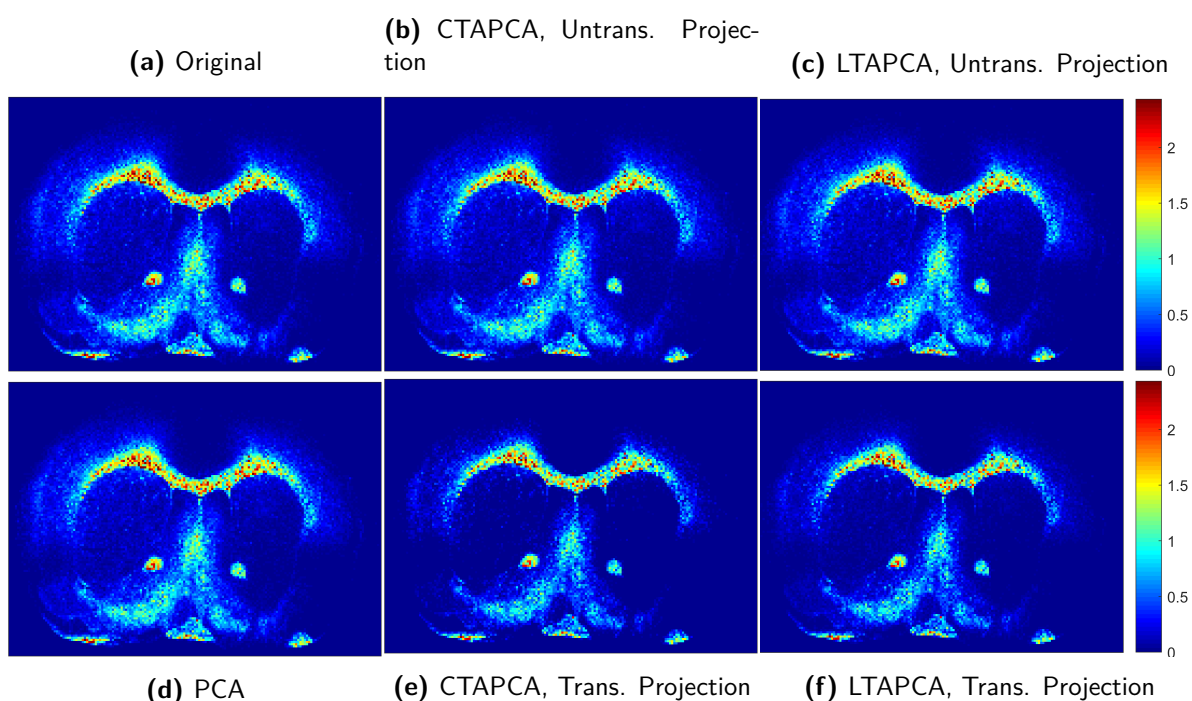 (a) Original
(b) CTAPCA, Untrans. Projec-
tion
(c) LTAPCA, Untrans. Projection
2
1.5
1
0.5
0
2
1.5
1
0.5
0
(d) PCA
(e) CTAPCA, Trans. Projection
(f) LTAPCA, Trans. Projection